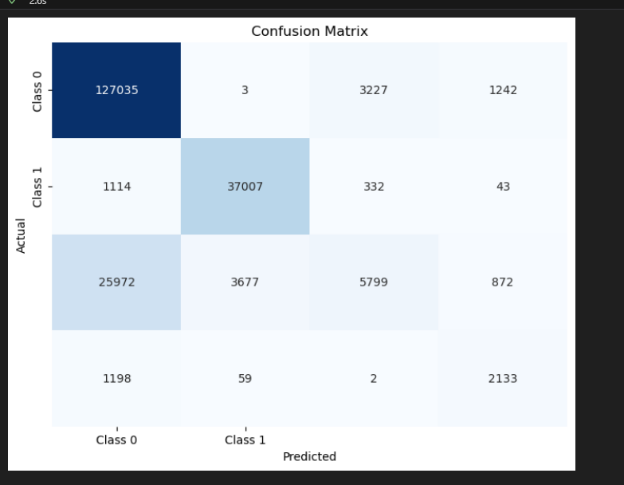 2.6s
Confusion Matrix
Class 0
127035 3 3227 1242
Class 1
1114 37007 332 43
Actual
25972 3677 5799 872
1198 59 2 2133
Class 0 Class 1
Predicted